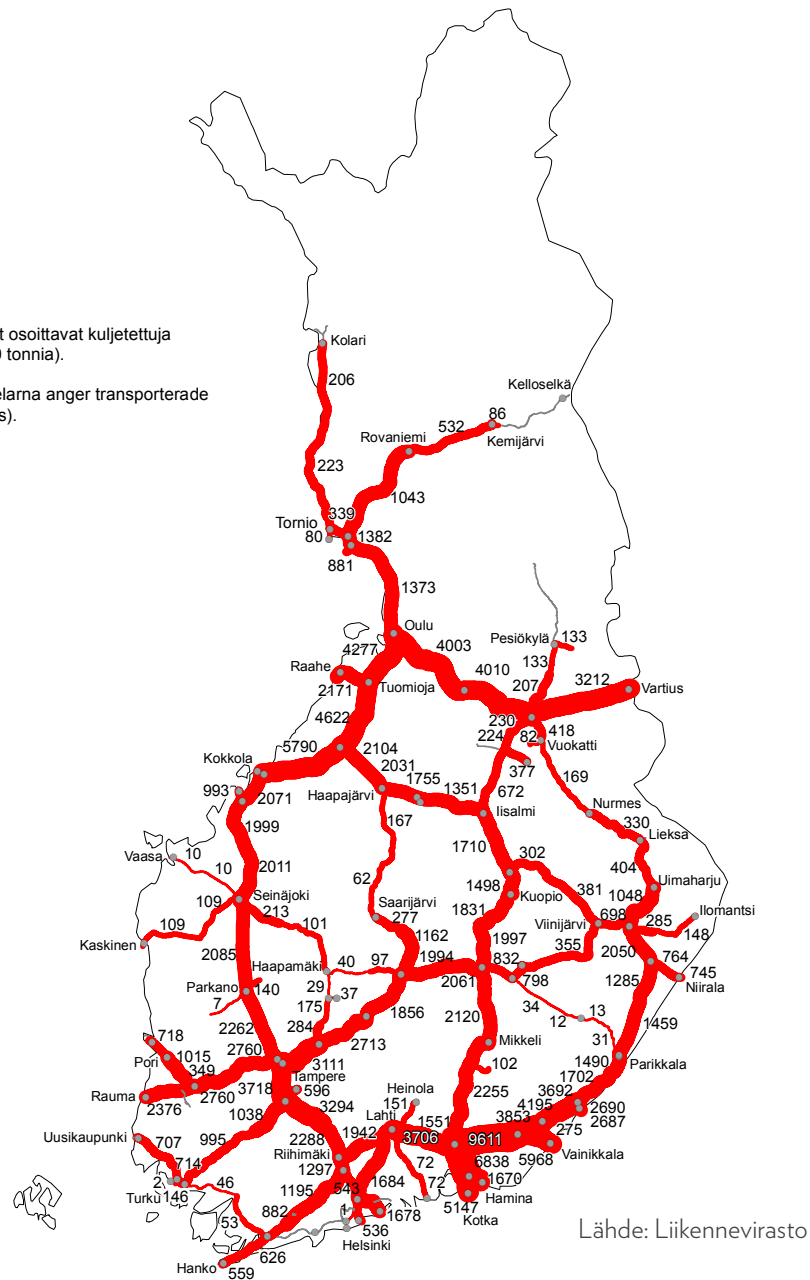 t osoittavat kuljetettuja
tonnia).
elarna anger transporterade
s).
Kolari
206
Kelloselkä
86
532
Rovaniemi
Kemijärvi
223
1043
339
Tornio
80
1382
881
1373
Oulu
Pesiökylä
133
4277
4003
133
Raahe
4010
3212
2171
Tuomioja
207
Vartius
4622
230
418
224
82
Vuokatti
5790
2104
Kokkola
2031
377
1755
993
1351
672
169
2071
Haapajärvi
Iisalmi
Nurmes
1999
167
330
Lieksa
Vaasa
10
1710
302
10
2011
404
Uimaharju
62
1498
Kuopio
381
1048
109
Seinäjoki
Saarijärvi
Ilomantsi
213
277
1831
Viinijärvi
698
285
109
101
148
Kaskinen
1162
1997
355
2085
Haapamäki
40
97
1994
832
2050
764
Parkano
140
29
2061
798
1285
745
Niirala
37
7
175
34
13
1856
1459
2262
12
718
284
2120
31
2713
Mikkeli
1490
Parikkala
Pori
1015
2760
3111
102
1702
349
Tampere
Rauma
596
Heinola
2255
3692
2376
2760
3718
151
2690
1038
3294
Lahti
4195
2687
1551
3853
Uusikaupunki
2288
1942
3706
9611
275
707
995
Riihimäki
5968
Vainikkala
714
1297
72
6838
2
46
1684
1670
Turku
146
1195
543
72
Hamina
5147
53
882
1
1678
Kotka
536
Helsinki
Hanko
626
559
Lähde: Liikennevirasto